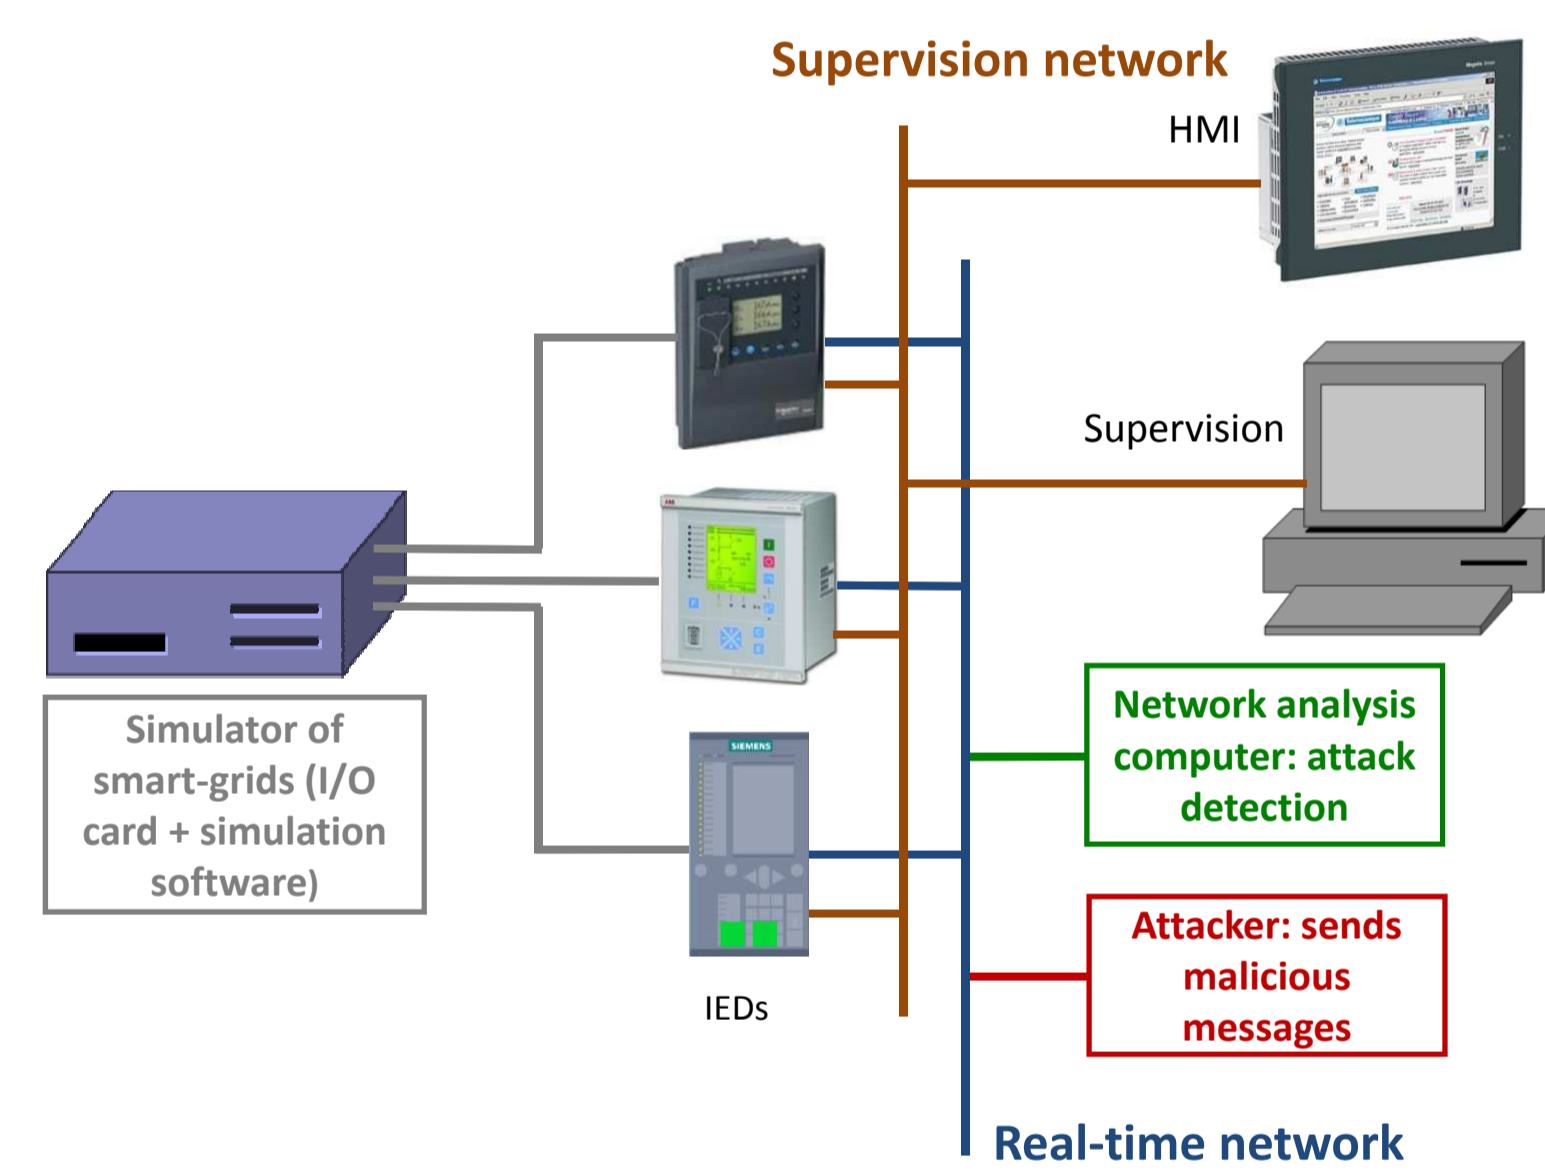 Supervision network
HMI
Supervision
ABB
SIEMENS
Simulator of
smart-grids (I/O
card + simulation
software)
Network analysis
computer: attack
detection
Attacker: sends
malicious
messages
IEDs
Real-time network